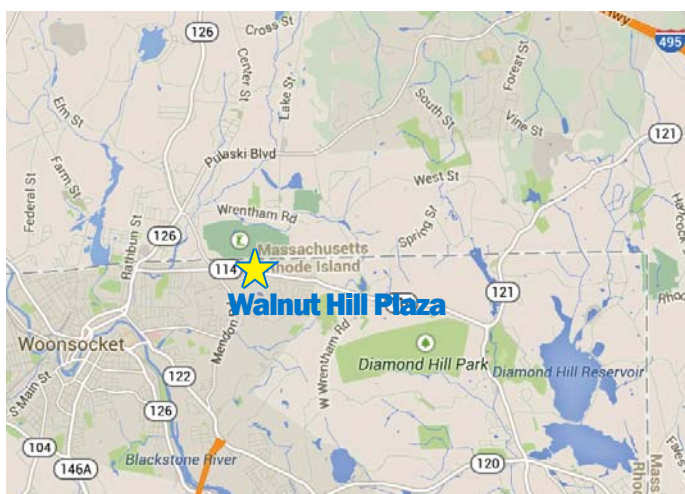 126
Cross St
Hwy
495
Center St
Lake St
Forest St
Elm St
South St
Vine St
121
Pulaski Blvd
Farm St
Federal St
West St
Wrentham Rd
Spring St
126
Rathbun St
Massachusetts
Rhode Island
114
121
Walnut Hill Plaza
Mendon
W Wrentham Rd
Woonsocket
Diamond Hill Park
Diamond Hill Reservoir
122
S Main St
126
104
146A
Blackstone River
120